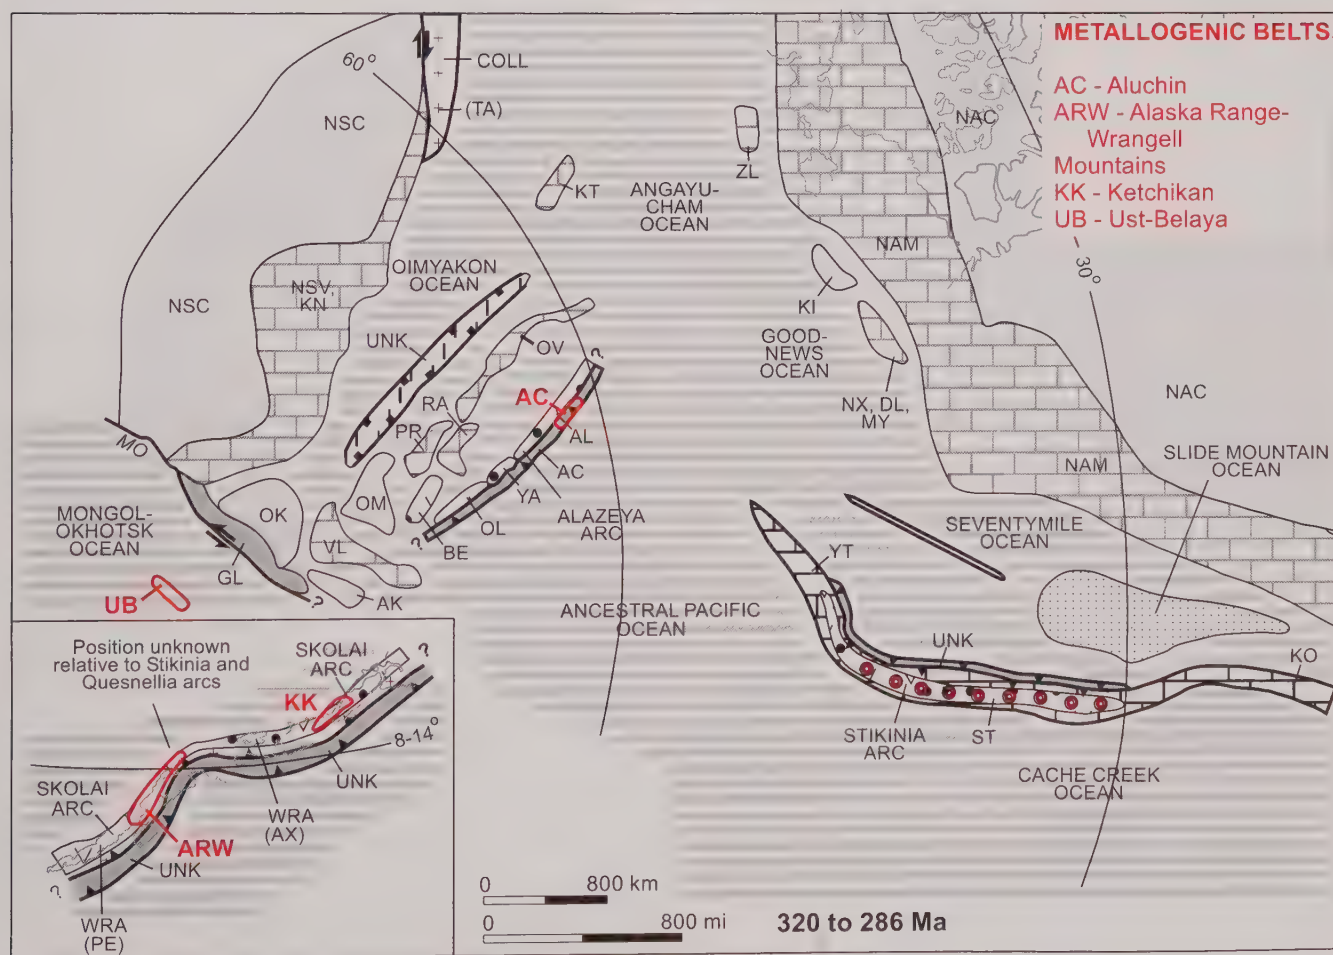 METALLOGENIC BELTS.
AC - Aluchin
ARW - Alaska Range-
Wrangell
Mountains
KK - Ketchikan
UB - Ust-Belaya
60°
COLL
(TA)
NSC
NAC
ZL
KT
ANGAYU-
CHAM
OCEAN
NAM
30°
OIMYAKON
OCEAN
NSC
NSV,
KN
KI
UNK
OV
GOOD-
NEWS
OCEAN
?
AC
RA
PR
AL
NX, DL,
MY
NAC
MO
AC
SLIDE MOUNTAIN
OCEAN
NAM
YA
OM
MONGOL-
OKHOTSK
OCEAN
OK
OL
ALAZEYA
ARC
SEVENTYMILE
OCEAN
VL
?
BE
YT
GL
?
AK
UB
ANCESTRAL PACIFIC
OCEAN
UNK
KO
Position unknown
relative to Stikinia and
Quesnellia arcs
SKOLAI
ARC
?
KK
8-14°
UNK
STIKINIA
ARC
ST
CACHE CREEK
OCEAN
SKOLAI
ARC
WRA
(AX)
ARW
UNK
?
WRA
(PE)
0 800 km
0 800 mi
320 to 286 Ma